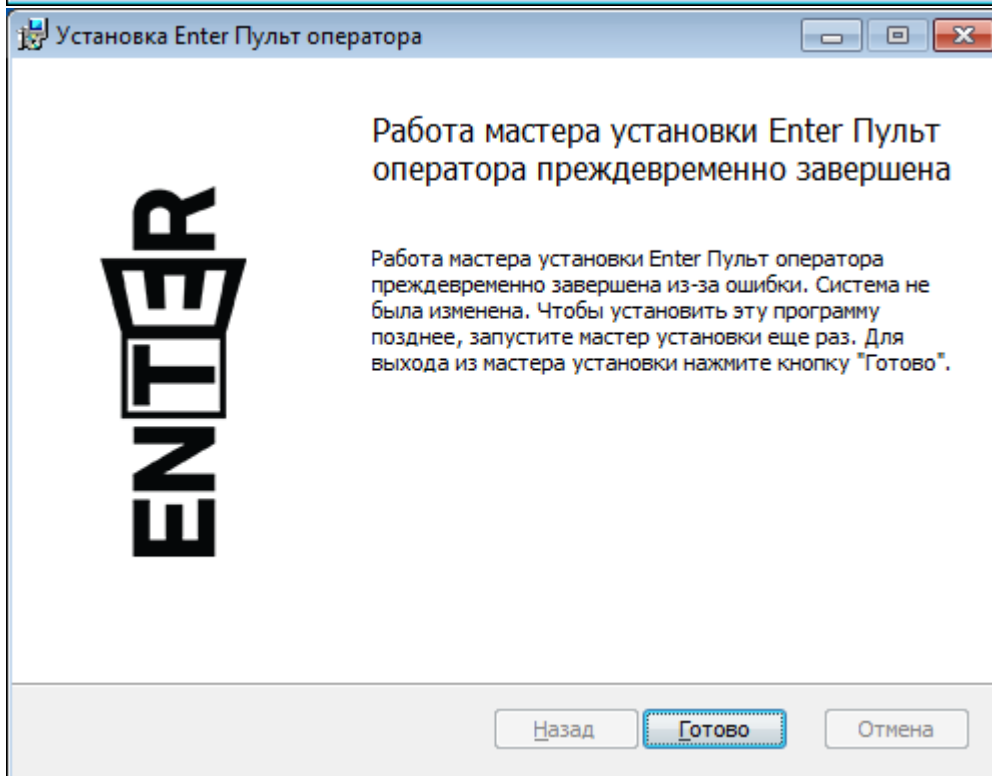 Установка Enter Пульт оператора
Работа мастера установки Enter Пульт
оператора преждевременно завершена
ENTER
Работа мастера установки Enter Пульт оператора
преждевременно завершена из-за ошибки. Система не
была изменена. Чтобы установить эту программу
позднее, запустите мастер установки еще раз. Для
выхода из мастера установки нажмите кнопку "Готово".
Назад
Готово
Отмена